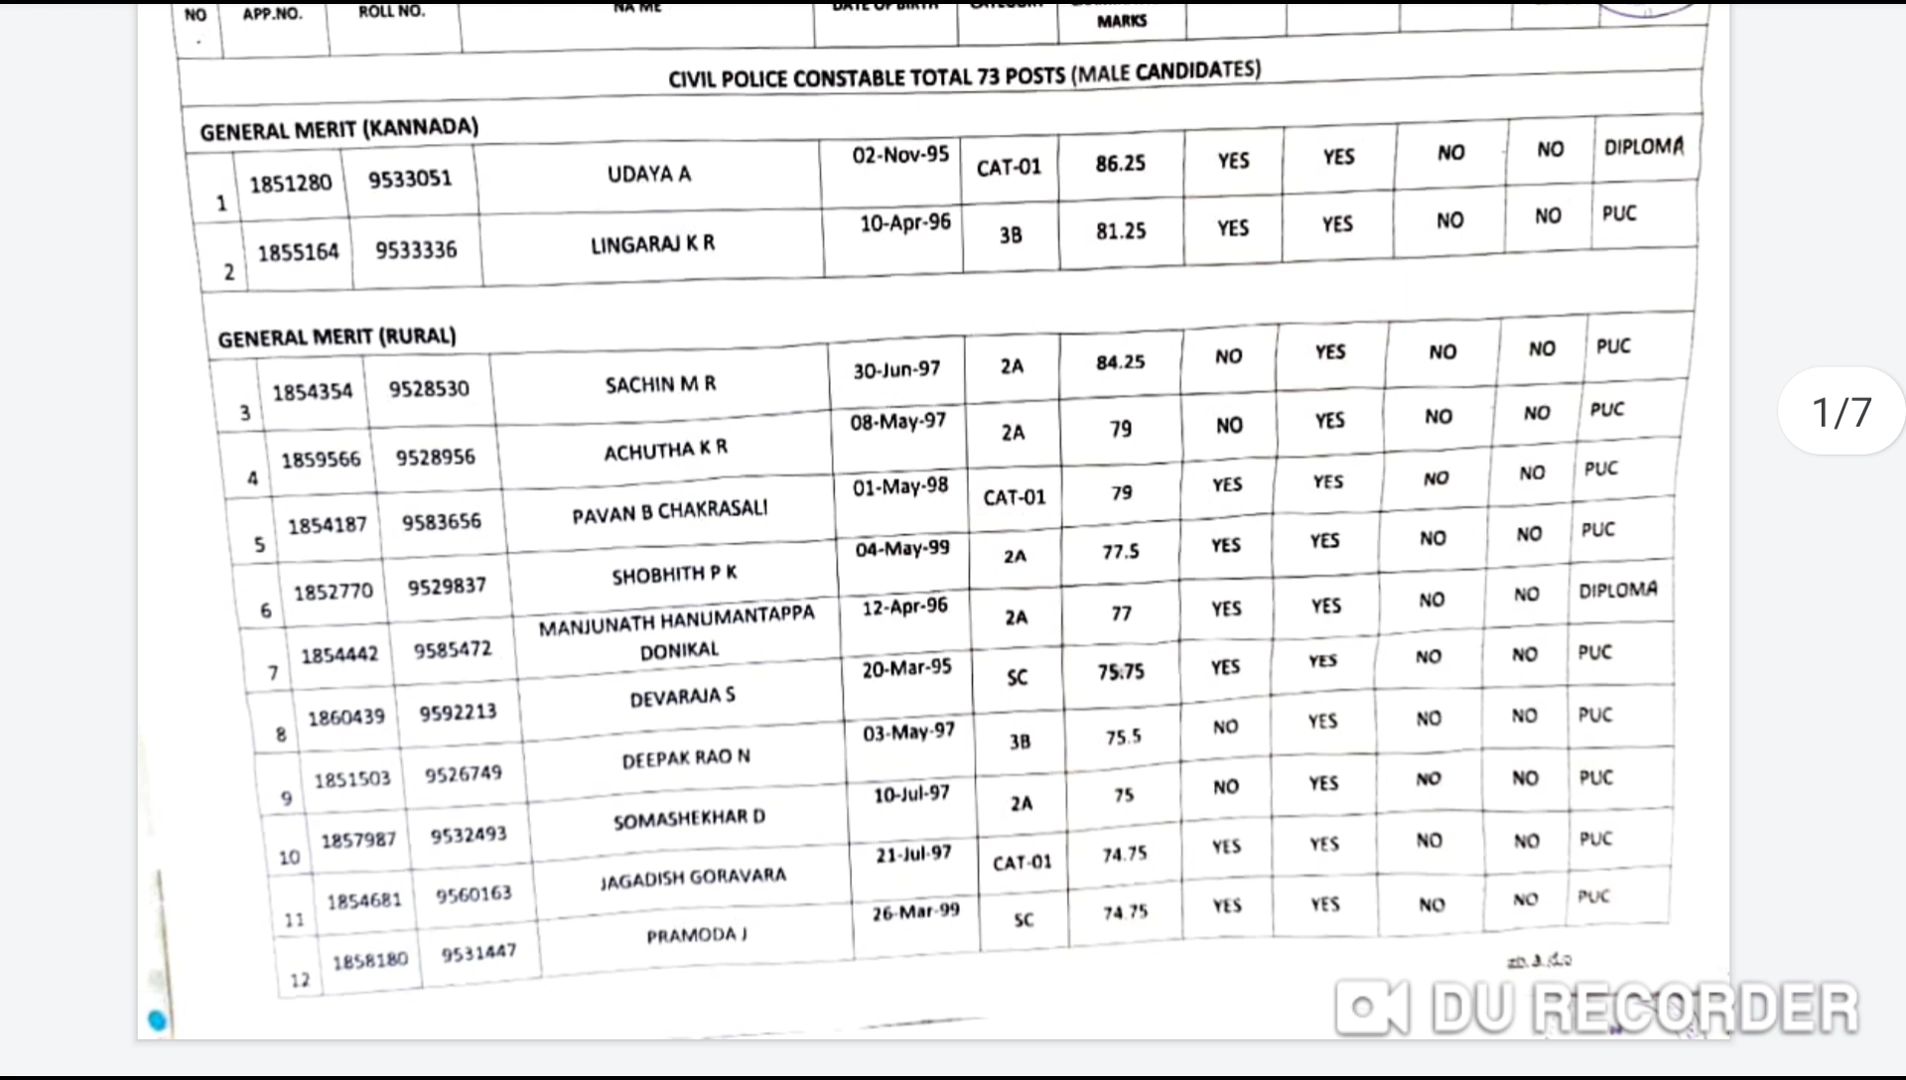 NO APP.NO. ROLL NO. NAME DATE OF BIRTH CATEGORY
MARKS
CIVIL POLICE CONSTABLE TOTAL 73 POSTS (MALE CANDIDATES)
GENERAL MERIT (KANNADA)
1 1851280 9533051 UDAYA A 02-Nov-95 CAT-01 86.25 YES YES NO NO DIPLOMA
2 1855164 9533336 LINGARAJ K R 10-Apr-96 3B 81.25 YES YES NO NO PUC
GENERAL MERIT (RURAL)
3 1854354 9528530 SACHIN M R 30-Jun-97 2A 84.25 NO YES NO NO PUC
4 1859566 9528956 ACHUTHA K R 08-May-97 2A 79 NO YES NO NO PUC
5 1854187 9583656 PAVAN B CHAKRASALI 01-May-98 CAT-01 79 YES YES NO NO PUC
6 1852770 9529837 SHOBHITH P K 04-May-99 2A 77.5 YES YES NO NO PUC
7 1854442 9585472 MANJUNATH HANUMANTAPPA DONIKAL 12-Apr-96 2A 77 YES YES NO NO DIPLOMA
8 1860439 9592213 DEVARAJA S 20-Mar-95 SC 75.75 YES YES NO NO PUC
9 1851503 9526749 DEEPAK RAO N 03-May-97 3B 75.5 NO YES NO NO PUC
10 1857987 9532493 SOMASHEKHAR D 10-Jul-97 2A 75 NO YES NO NO PUC
11 1854681 9560163 JAGADISH GORAVARA 21-Jul-97 CAT-01 74.75 YES YES NO NO PUC
12 1858180 9531447 PRAMODA J 26-Mar-99 SC 74.75 YES YES NO NO PUC
1/7
DU RECORDER